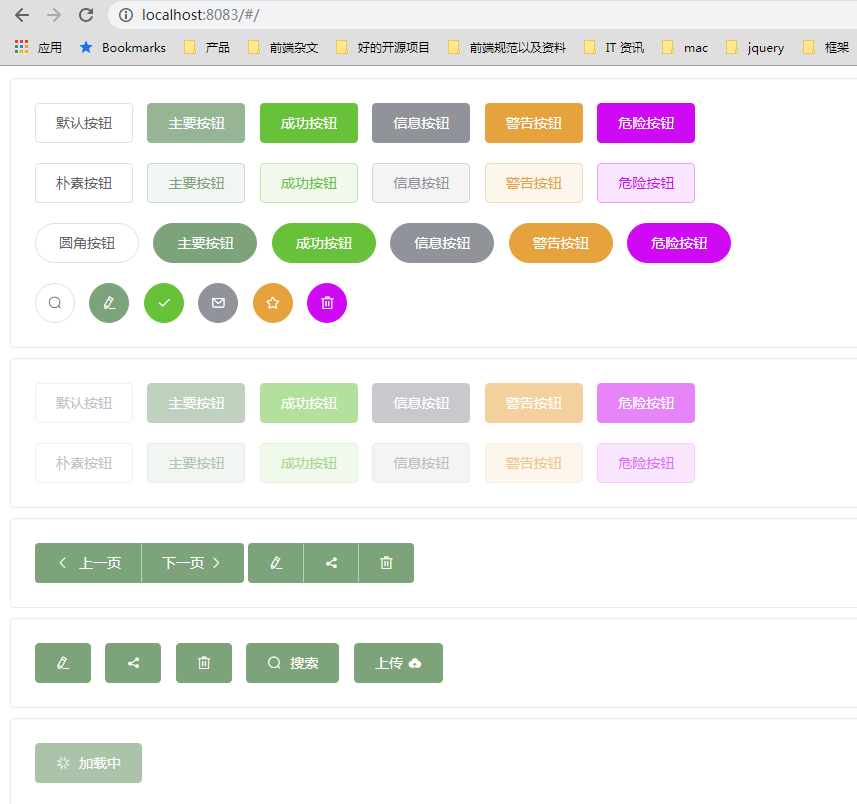 localhost:8083/#/
应用 Bookmarks 产品 前端杂文 好的开源项目 前端规范以及资料 IT 资讯 mac jquery 框架
默认按钮 主要按钮 成功按钮 信息按钮 警告按钮 危险按钮
朴素按钮 主要按钮 成功按钮 信息按钮 警告按钮 危险按钮
圆角按钮 主要按钮 成功按钮 信息按钮 警告按钮 危险按钮
默认按钮 主要按钮 成功按钮 信息按钮 警告按钮 危险按钮
朴素按钮 主要按钮 成功按钮 信息按钮 警告按钮 危险按钮
上一页 下一页
搜索 上传
加载中